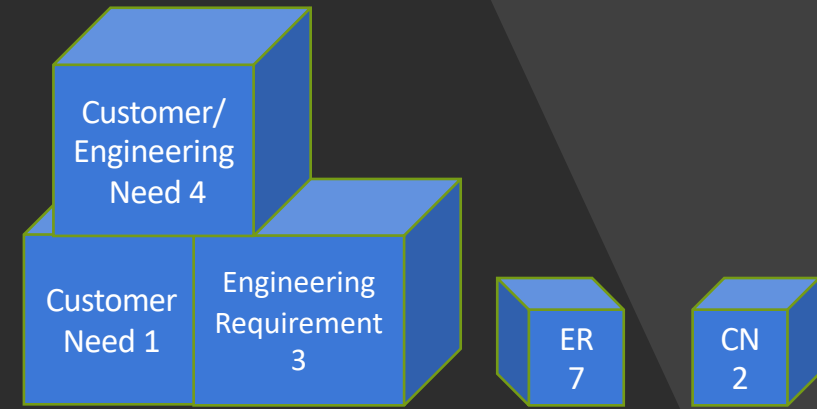 Customer/
Engineering
Need 4
Customer
Need 1
Engineering
Requirement
3
ER
7
CN
2